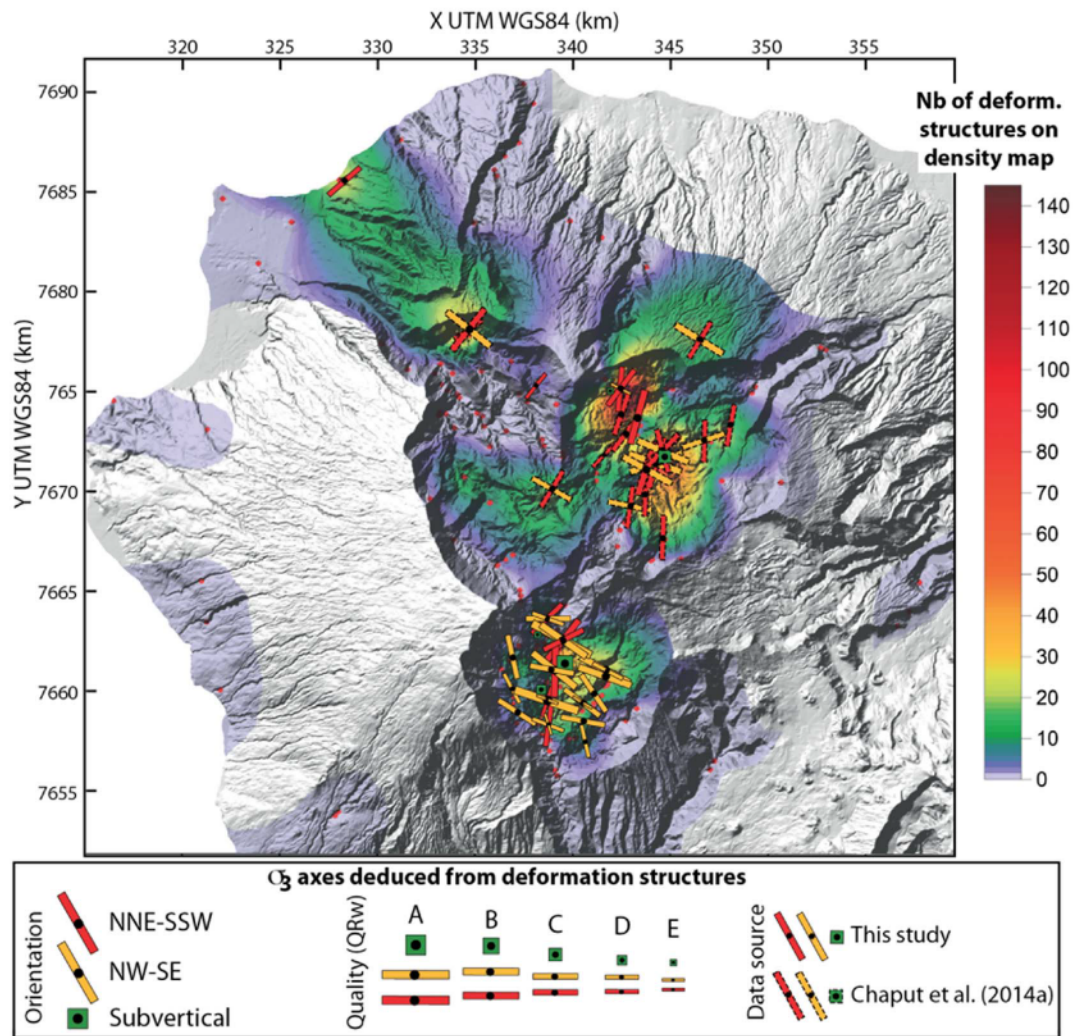 X UTM WGS84 (km)
320 325 330 335 340 345 350 355
Y UTM WGS84 (km)
7690
7685
7680
765
7670
7665
7660
7655
Nb of deform.
structures on
density map
140
130
120
110
100
90
80
70
60
50
40
30
20
10
0
σ3 axes deduced from deformation structures
Orientation
NNE-SSW
NW-SE
Subvertical
Quality (QRw)
A B C D E
Data source
This study
Chaput et al. (2014a)